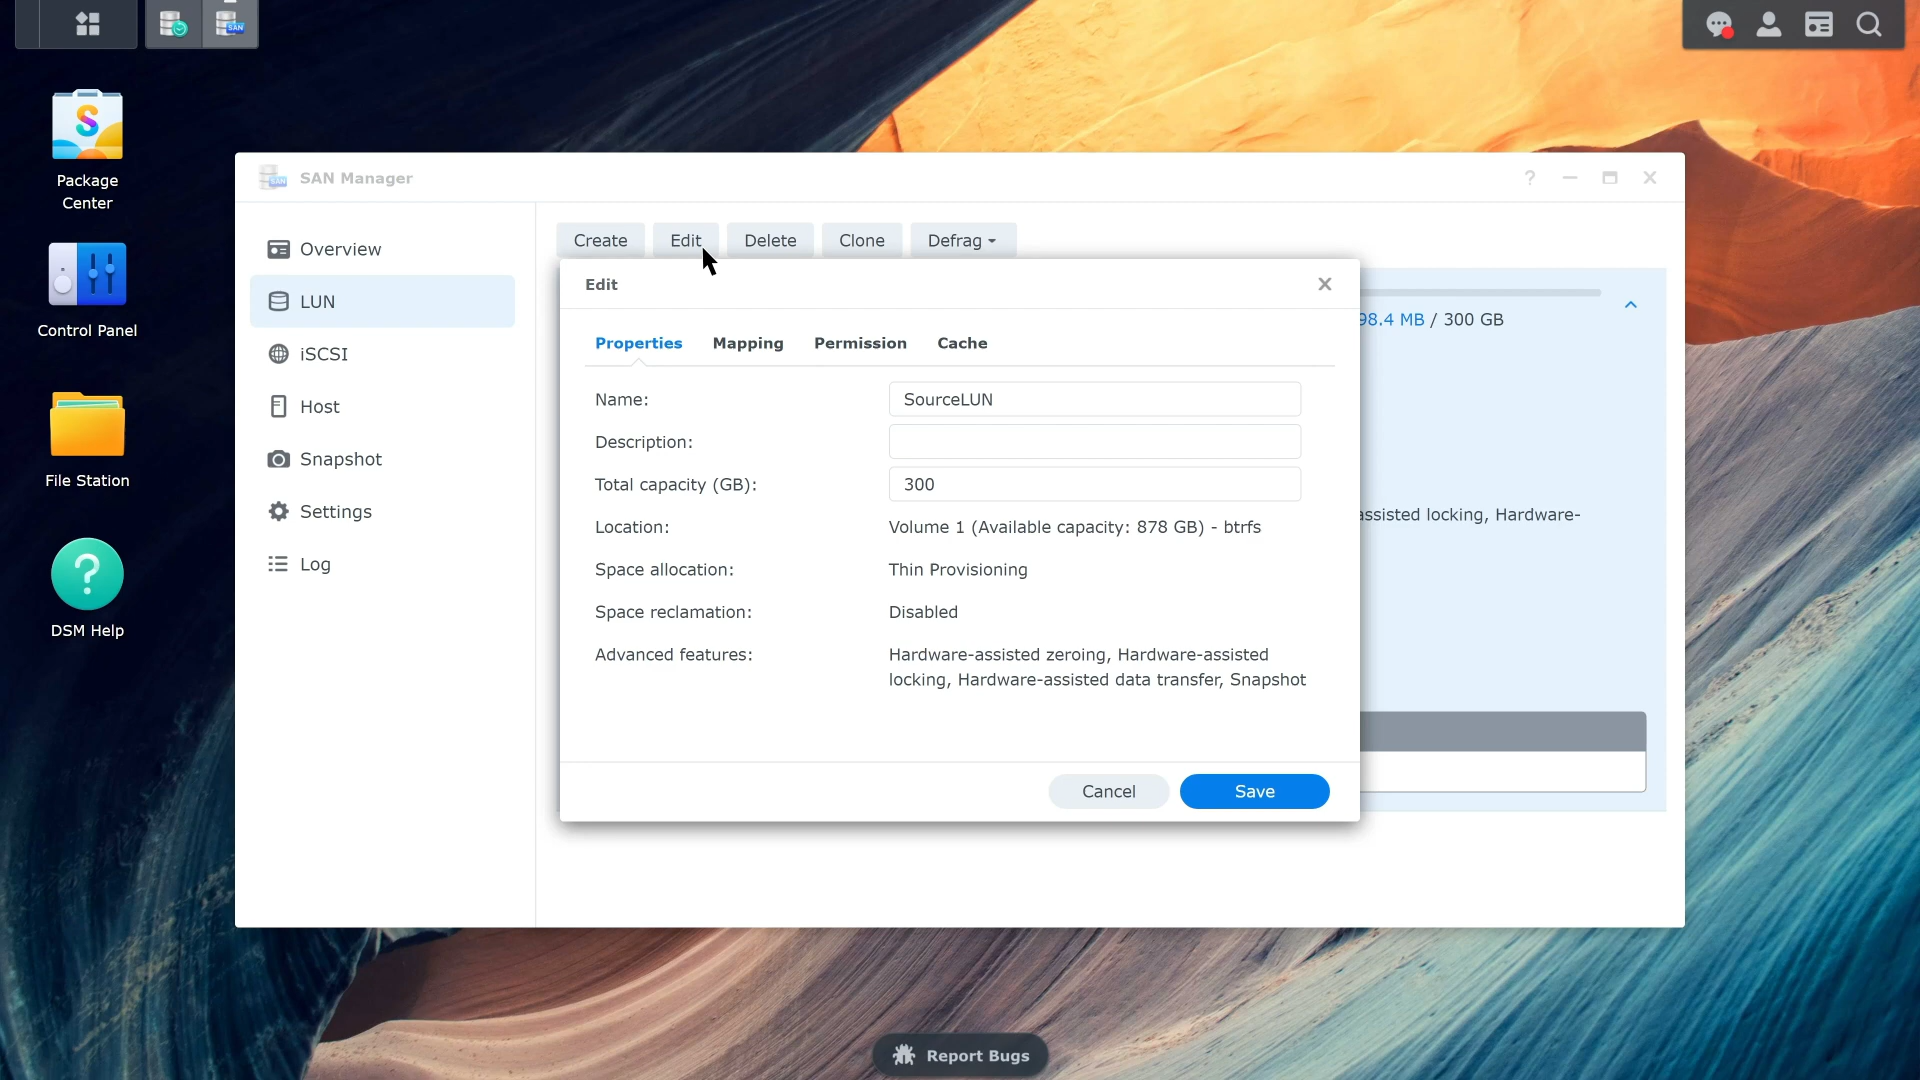 SAN
Package
Center
Control Panel
File Station
DSM Help
SAN Manager
Overview
LUN
iSCSI
Host
Snapshot
Settings
Log
Create
Edit
Delete
Clone
Defrag
98.4 MB / 300 GB
assisted locking, Hardware-
Edit
Properties
Mapping
Permission
Cache
Name:
SourceLUN
Description:
Total capacity (GB):
300
Location:
Volume 1 (Available capacity: 878 GB) - btrfs
Space allocation:
Thin Provisioning
Space reclamation:
Disabled
Advanced features:
Hardware-assisted zeroing, Hardware-assisted
locking, Hardware-assisted data transfer, Snapshot
Cancel
Save
Report Bugs